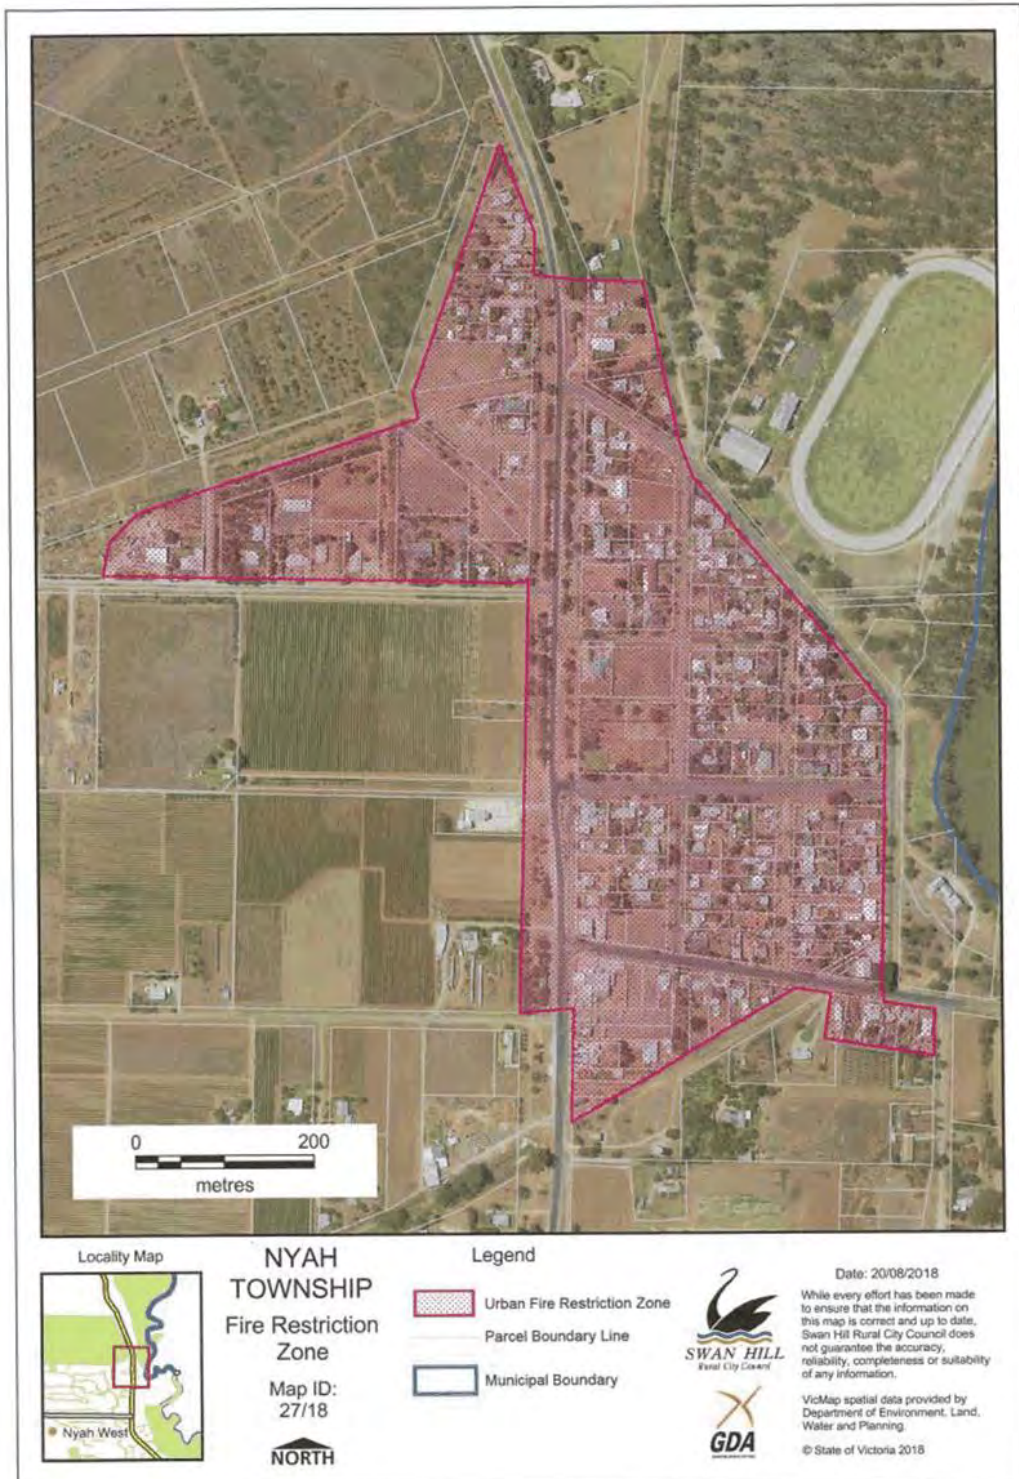 0 200
metres
Locality Map
Nyah West
NYAH
TOWNSHIP
Fire Restriction
Zone
Map ID:
27/18
NORTH
Legend
Urban Fire Restriction Zone
Parcel Boundary Line
Municipal Boundary
SWAN HILL
Rural City Council
GDA
Date: 20/08/2018
While every effort has been made
to ensure that the information on
this map is correct and up to date,
Swan Hill Rural City Council does
not guarantee the accuracy,
reliability, completeness or suitability
of any information.
VicMap spatial data provided by
Department of Environment, Land,
Water and Planning.
© State of Victoria 2018